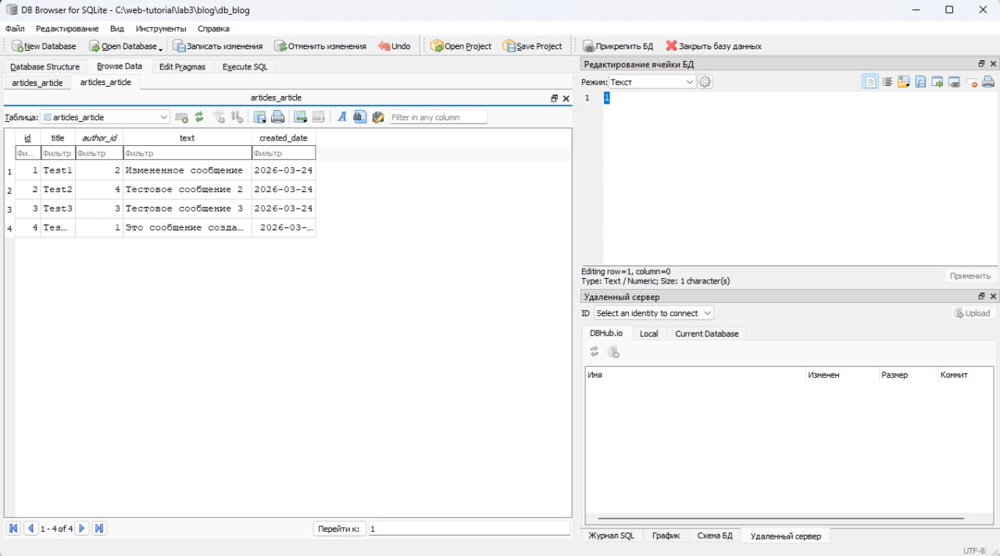 DB Browser for SQLite - C:\web-tutorial\lab3\blog\db_blog
Файл Редактирование Вид Инструменты Справка
New Database Open Database Записать изменения Отменить изменения Undo Open Project Save Project Прикрепить БД Закрыть базу данных
Database Structure Browse Data Edit Pragmas Execute SQL
articles_article articles_article
articles_article
Таблица: articles_article Filter in any column
id title author_id text created_date
Фи... Фильтр Фильтр Фильтр Фильтр
1 1 Test1 2 Измененное сообщение 2026-03-24
2 2 Test2 4 Тестовое сообщение 2 2026-03-24
3 3 Test3 3 Тестовое сообщение 3 2026-03-24
4 4 Tes… 1 Это сообщение созда… 2026-03-…
1 - 4 of 4 Перейти к: 1
Редактирование ячейки БД
Режим: Текст
1 1
Editing row=1, column=0
Type: Text / Numeric; Size: 1 character(s)
Применить
Удаленный сервер
ID Select an identity to connect Upload
DBHub.io Local Current Database
Имя Изменен Размер Коммит
Журнал SQL График Схема БД Удаленный сервер
UTF-8